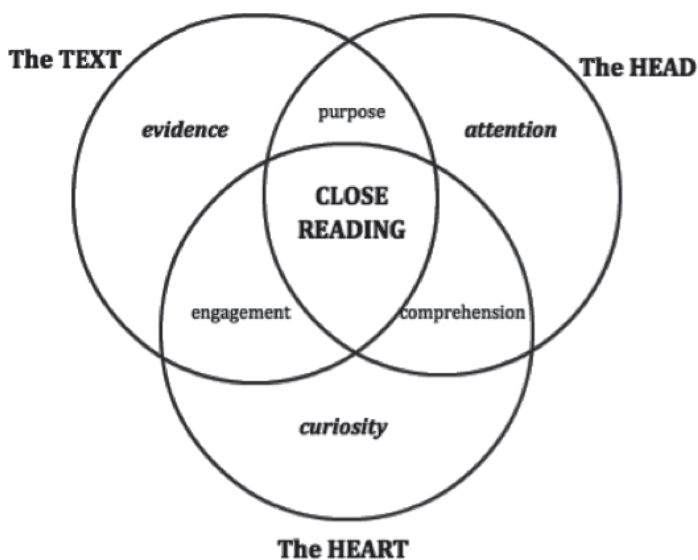 The TEXT
The HEAD
purpose
evidence
attention
CLOSE
READING
engagement
comprehension
curiosity
The HEART